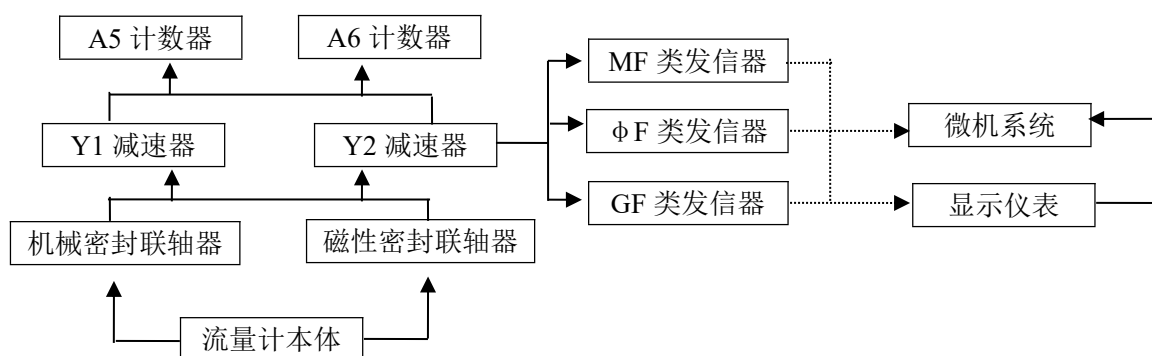 A5 计数器
A6 计数器
MF 类发信器
Y1 减速器
Y2 减速器
φF 类发信器
微机系统
GF 类发信器
显示仪表
机械密封联轴器
磁性密封联轴器
流量计本体